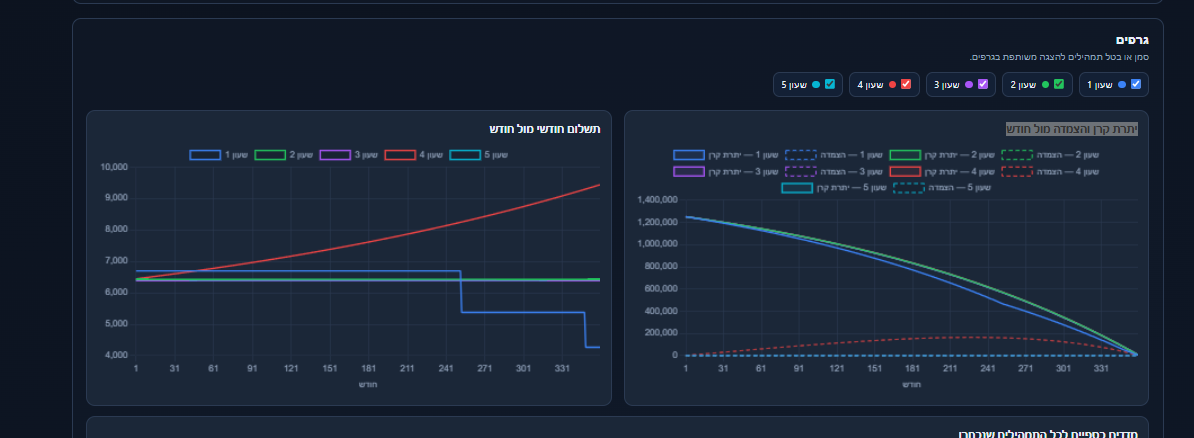 גרפים
סמן או בטל תמהילים להצגה משותפת בגרפים.
שעון 1
שעון 2
שעון 3
שעון 4
שעון 5
יתרת קרן והצמדה מול חודש
שעון 1 — יתרת קרן
שעון 1 — הצמדה
שעון 2 — יתרת קרן
שעון 2 — הצמדה
שעון 3 — יתרת קרן
שעון 3 — הצמדה
שעון 4 — יתרת קרן
שעון 4 — הצמדה
שעון 5 — יתרת קרן
שעון 5 — הצמדה
1,400,000
1,200,000
1,000,000
800,000
600,000
400,000
200,000
0
1 31 61 91 121 151 181 211 241 271 301 331
חודש
תשלום חודשי מול חודש
שעון 1
שעון 2
שעון 3
שעון 4
שעון 5
10,000
9,000
8,000
7,000
6,000
5,000
4,000
1 31 61 91 121 151 181 211 241 271 301 331
חודש
מדדים כספיים לכל התמהילים שנבחרו